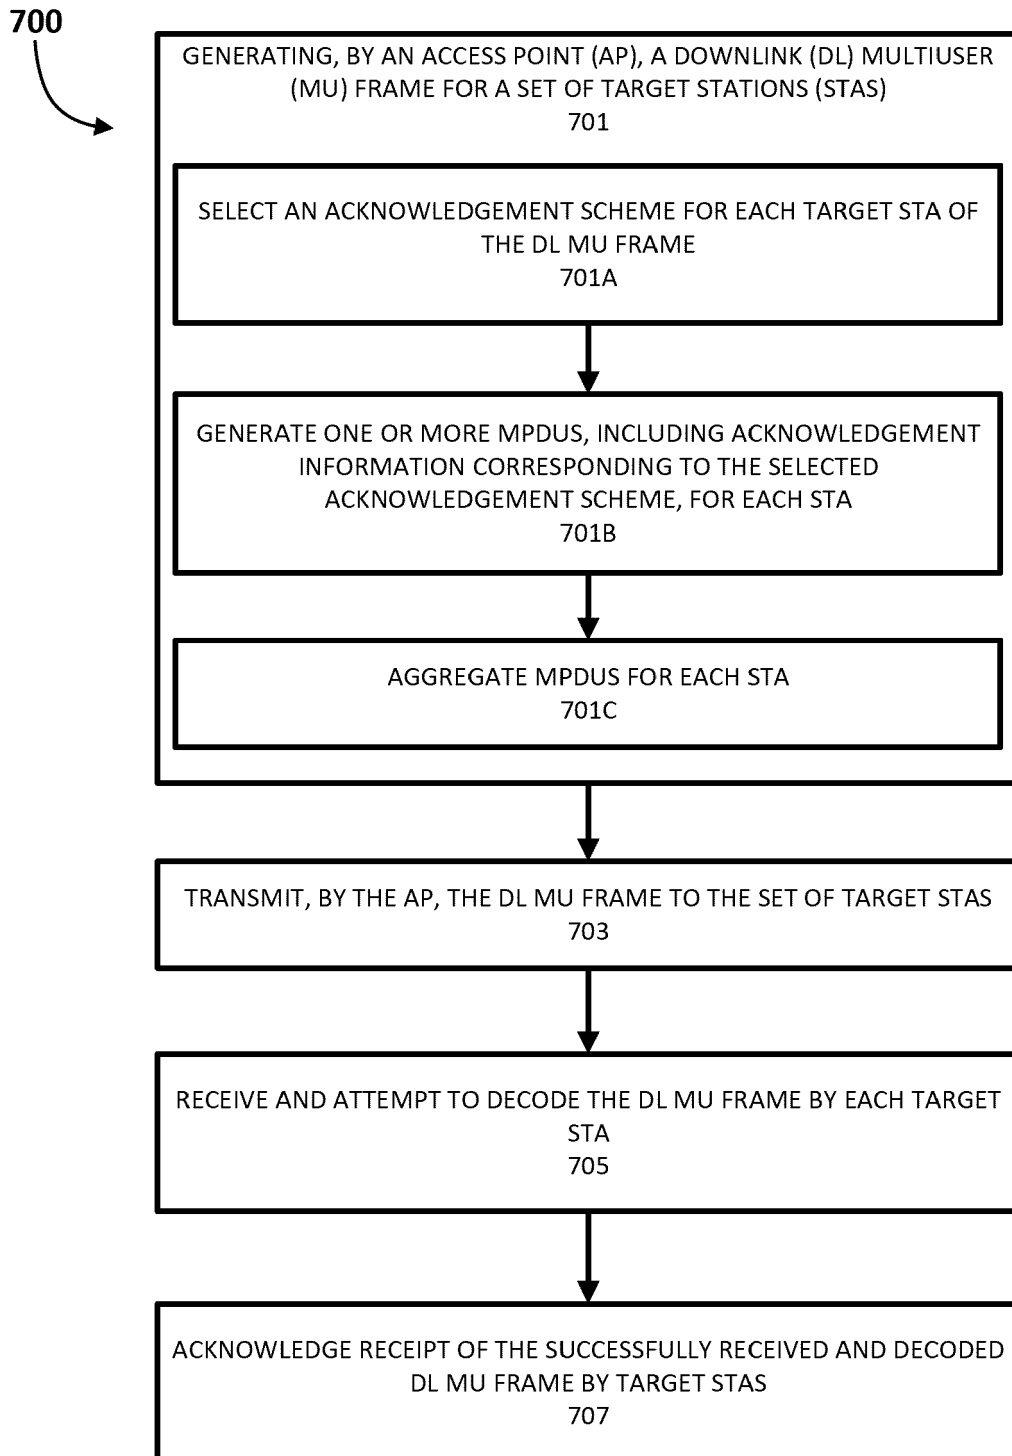 700
GENERATING, BY AN ACCESS POINT (AP), A DOWNLINK (DL) MULTIUSER
(MU) FRAME FOR A SET OF TARGET STATIONS (STAS)
701
SELECT AN ACKNOWLEDGEMENT SCHEME FOR EACH TARGET STA OF
THE DL MU FRAME
701A
GENERATE ONE OR MORE MPDUS, INCLUDING ACKNOWLEDGEMENT
INFORMATION CORRESPONDING TO THE SELECTED
ACKNOWLEDGEMENT SCHEME, FOR EACH STA
701B
AGGREGATE MPDUS FOR EACH STA
701C
TRANSMIT, BY THE AP, THE DL MU FRAME TO THE SET OF TARGET STAS
703
RECEIVE AND ATTEMPT TO DECODE THE DL MU FRAME BY EACH TARGET
STA
705
ACKNOWLEDGE RECEIPT OF THE SUCCESSFULLY RECEIVED AND DECODED
DL MU FRAME BY TARGET STAS
707